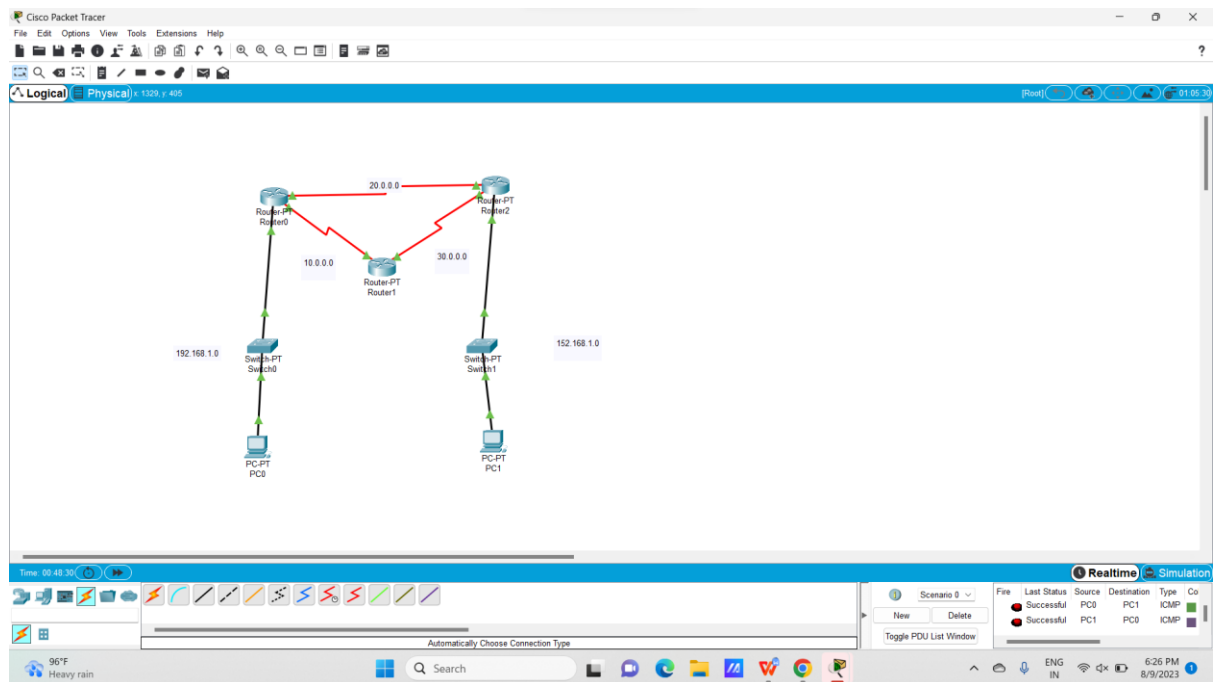 Cisco Packet Tracer
File Edit Options View Tools Extensions Help
?
Logical Physical x: 1329, y: 405 [Root] 01:05:30
20.0.0.0
Router-PT
Router0
Router-PT
Router2
10.0.0.0
30.0.0.0
Router-PT
Router1
192.168.1.0
Switch-PT
Switch0
Switch-PT
Switch1
152.168.1.0
PC-PT
PC0
PC-PT
PC1
Time: 00:48:30 Realtime Simulation
Scenario 0
New Delete
Toggle PDU List Window
Fire Last Status Source Destination Type Co
Successful PC0 PC1 ICMP
Successful PC1 PC0 ICMP
Automatically Choose Connection Type
96°F
Heavy rain
Search
ENG
IN
6:26 PM
8/9/2023
1